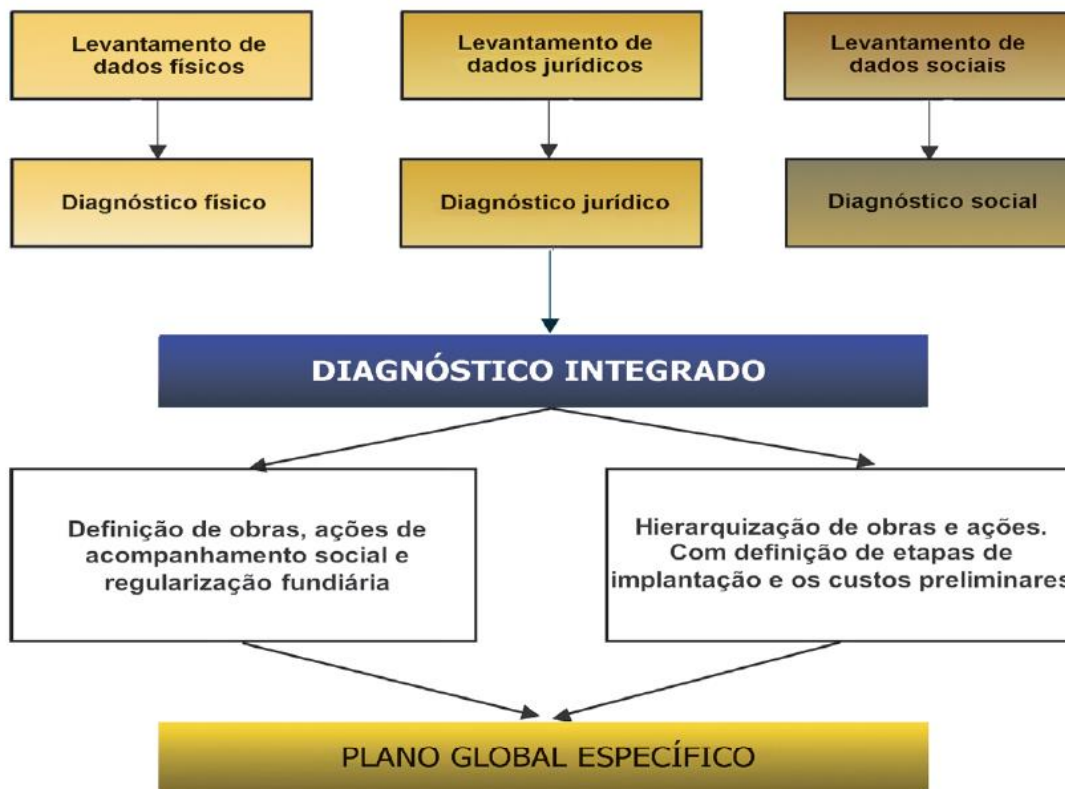 Levantamento de
dados físicos
Levantamento de
dados jurídicos
Levantamento de
dados sociais
Diagnóstico físico
Diagnóstico jurídico
Diagnóstico social
DIAGNÓSTICO INTEGRADO
Definição de obras, ações de
acompanhamento social e
regularização fundiária
Hierarquização de obras e ações.
Com definição de etapas de
implantação e os custos preliminares
PLANO GLOBAL ESPECÍFICO